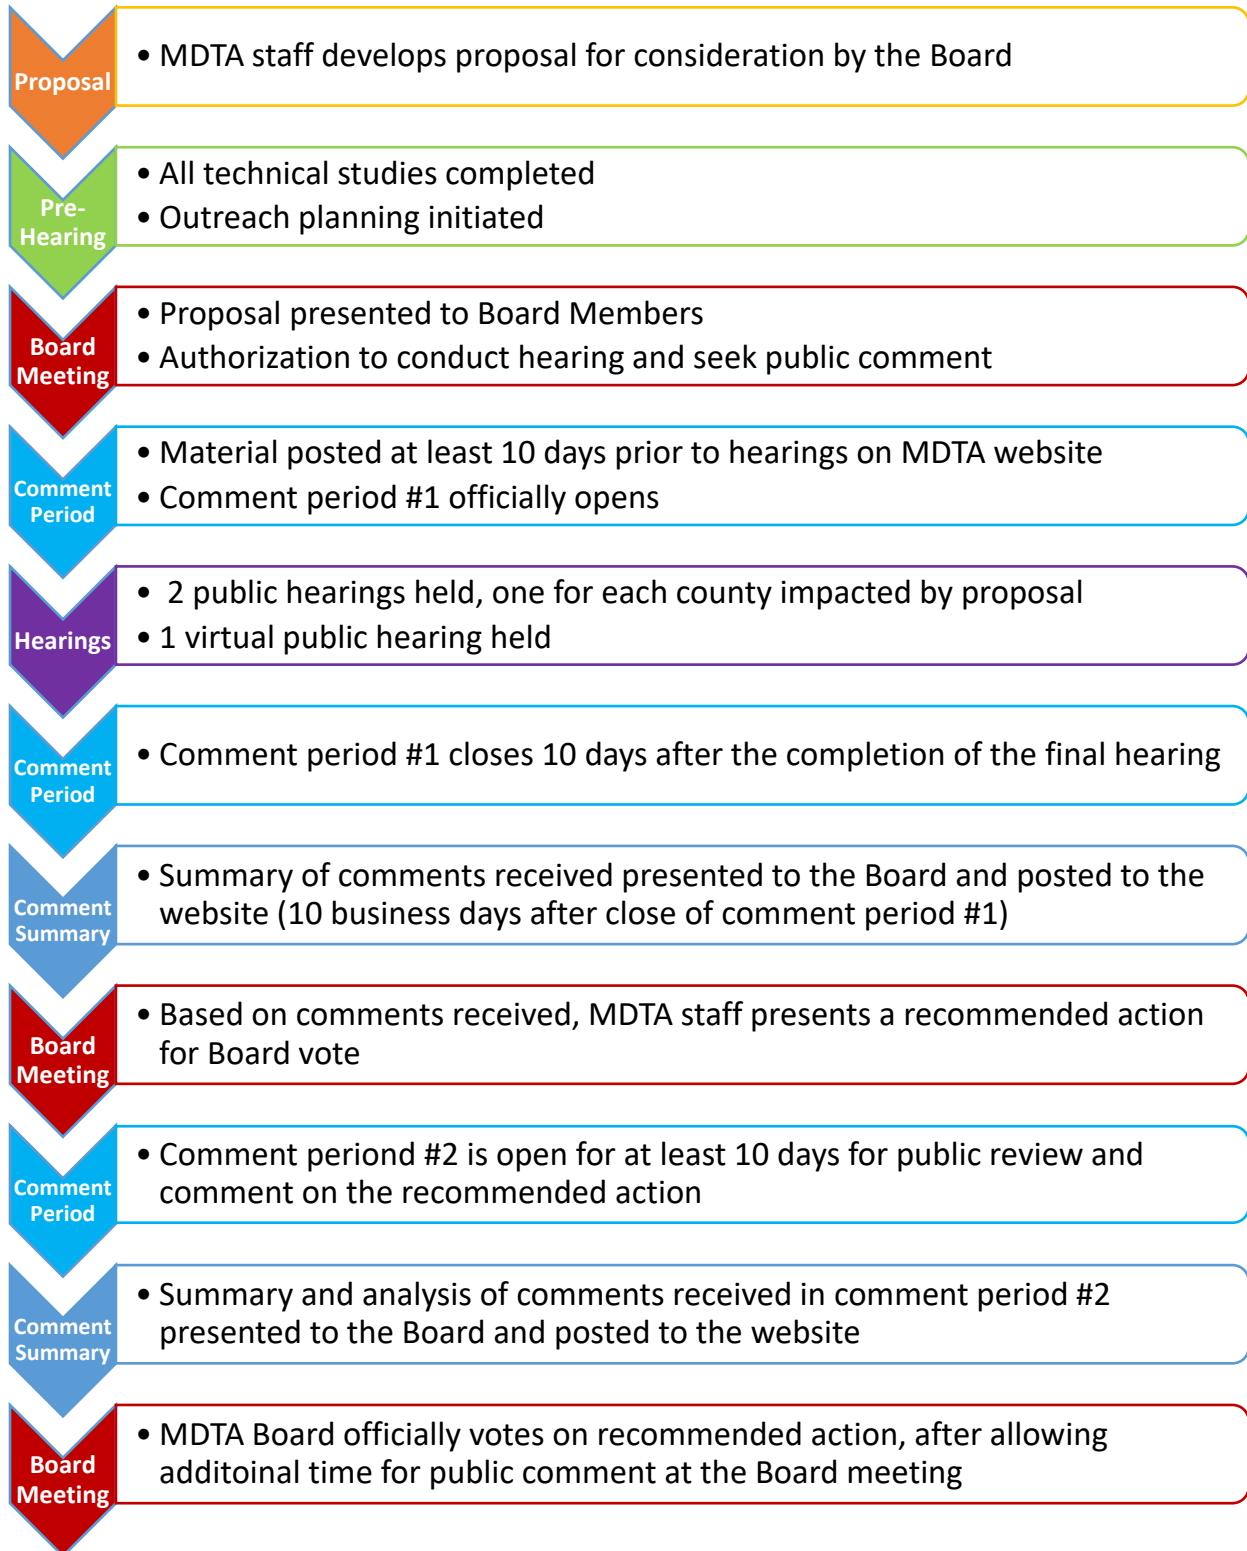 Proposal
• MDTA staff develops proposal for consideration by the Board
Pre-
Hearing
• All technical studies completed
• Outreach planning initiated
Board
Meeting
• Proposal presented to Board Members
• Authorization to conduct hearing and seek public comment
Comment
Period
• Material posted at least 10 days prior to hearings on MDTA website
• Comment period #1 officially opens
Hearings
• 2 public hearings held, one for each county impacted by proposal
• 1 virtual public hearing held
Comment
Period
• Comment period #1 closes 10 days after the completion of the final hearing
Comment
Summary
• Summary of comments received presented to the Board and posted to the
website (10 business days after close of comment period #1)
Board
Meeting
• Based on comments received, MDTA staff presents a recommended action
for Board vote
Comment
Period
• Comment periond #2 is open for at least 10 days for public review and
comment on the recommended action
Comment
Summary
• Summary and analysis of comments received in comment period #2
presented to the Board and posted to the website
Board
Meeting
• MDTA Board officially votes on recommended action, after allowing
additoinal time for public comment at the Board meeting